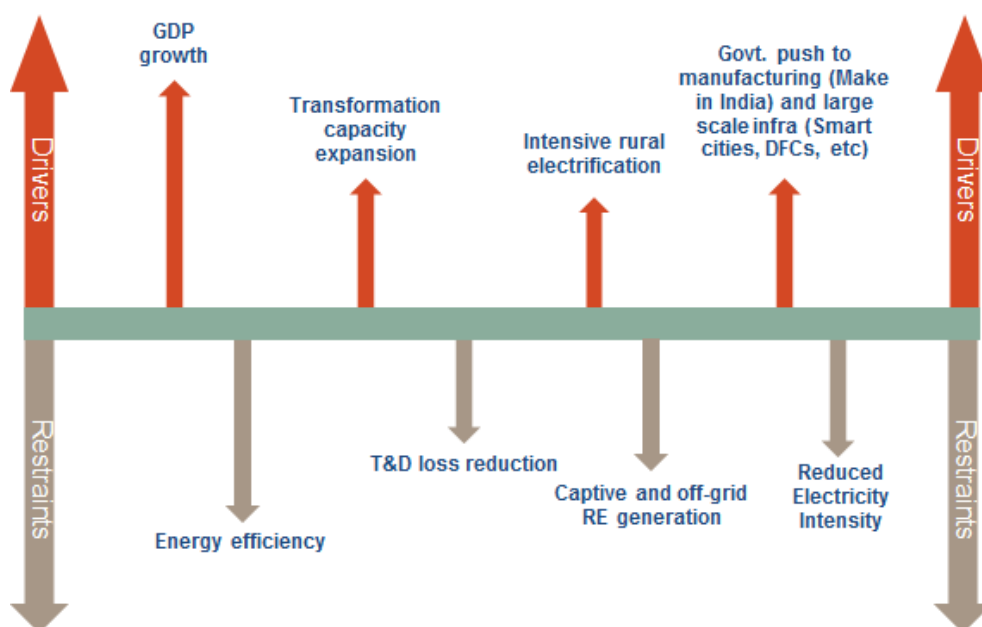 GDP
growth
Transformation
capacity
expansion
Intensive rural
electrification
Govt. push to
manufacturing (Make
in India) and large
scale infra (Smart
cities, DFCs, etc)
Drivers
Drivers
Restraints
Restraints
Energy efficiency
T&D loss reduction
Captive and off-grid
RE generation
Reduced
Electricity
Intensity